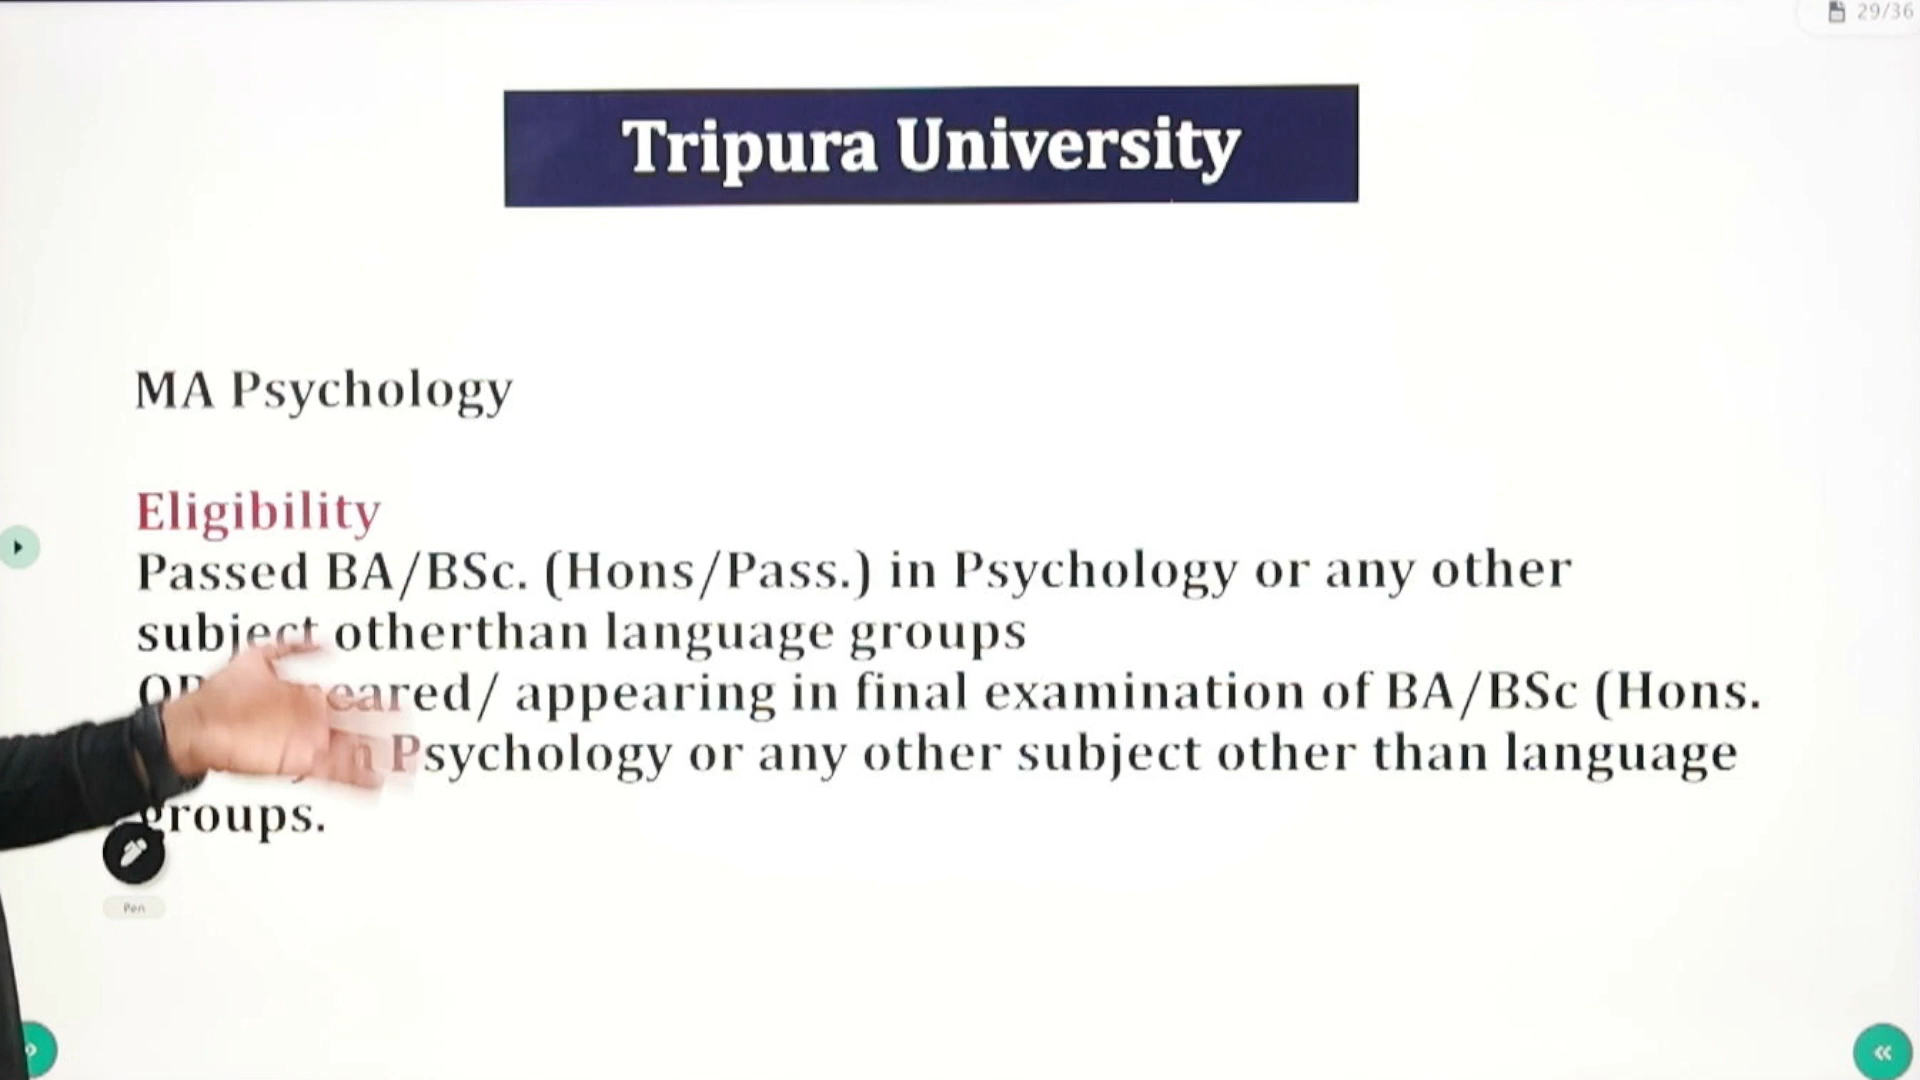 29/36
Tripura University
MA Psychology
Eligibility
Passed BA/BSc. (Hons/Pass.) in Psychology or any other
subject otherthan language groups
eared/ appearing in final examination of BA/BSc (Hons.
Psychology or any other subject other than language
groups.
Pen